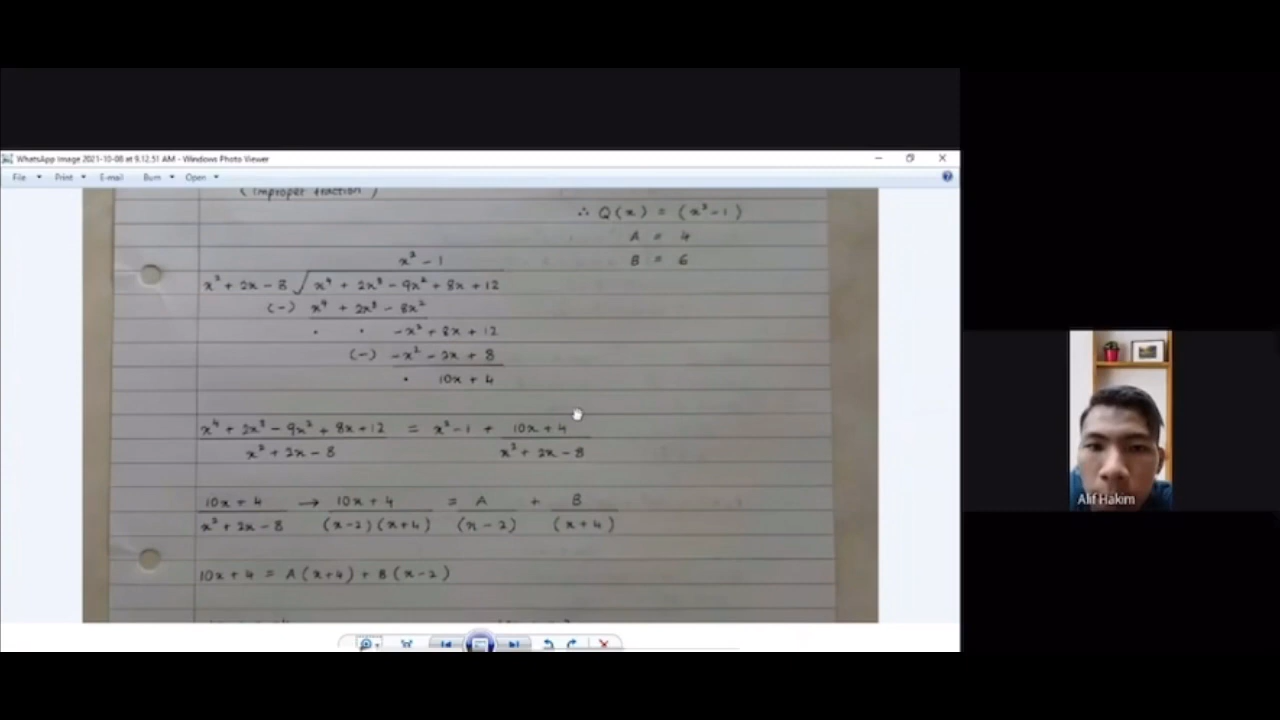 WhatsApp Image 2021-10-08 at 9.12.51 AM - Windows Photo Viewer
File Print E-mail Burn Open
(Improper fraction)
∴ Q(x) = (x² - 1)
A = 4
B = 6
x² - 1
x² + 2x - 8 √ x⁴ + 2x³ - 9x² + 8x + 12
(-) x⁴ + 2x³ - 8x²
· · -x² + 8x + 12
(-) -x² - 2x + 8
· 10x + 4
x⁴ + 2x³ - 9x² + 8x + 12 = x² - 1 + 10x + 4
x² + 2x - 8 x² + 2x - 8
10x + 4 → 10x + 4 = A + B
x² + 2x - 8 (x-2)(x+4) (x-2) (x+4)
10x + 4 = A(x+4) + B(x-2)
Alif Hakim